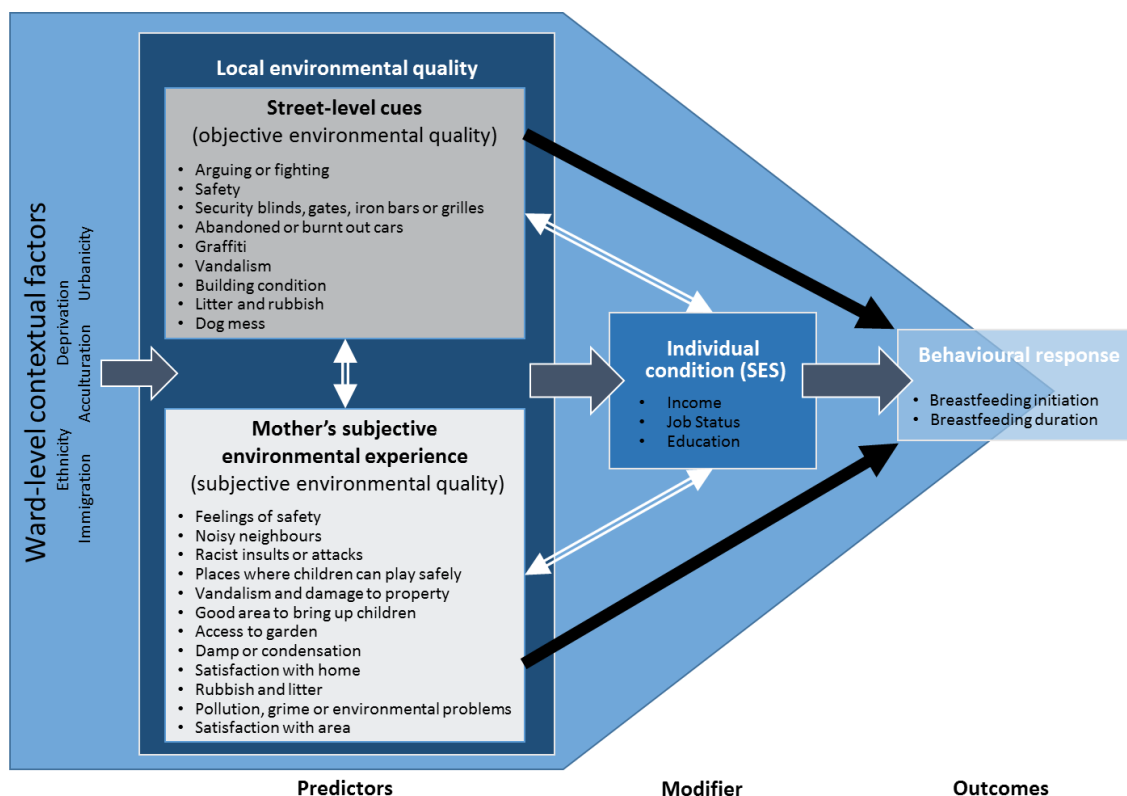 Ward-level contextual factors
Ethnicity
Deprivation
Immigration
Acculturation
Urbanicity
Local environmental quality
Street-level cues
(objective environmental quality)
• Arguing or fighting
• Safety
• Security blinds, gates, iron bars or grilles
• Abandoned or burnt out cars
• Graffiti
• Vandalism
• Building condition
• Litter and rubbish
• Dog mess
Mother's subjective
environmental experience
(subjective environmental quality)
• Feelings of safety
• Noisy neighbours
• Racist insults or attacks
• Places where children can play safely
• Vandalism and damage to property
• Good area to bring up children
• Access to garden
• Damp or condensation
• Satisfaction with home
• Rubbish and litter
• Pollution, grime or environmental problems
• Satisfaction with area
Individual
condition (SES)
• Income
• Job Status
• Education
Behavioural response
• Breastfeeding initiation
• Breastfeeding duration
Predictors
Modifier
Outcomes